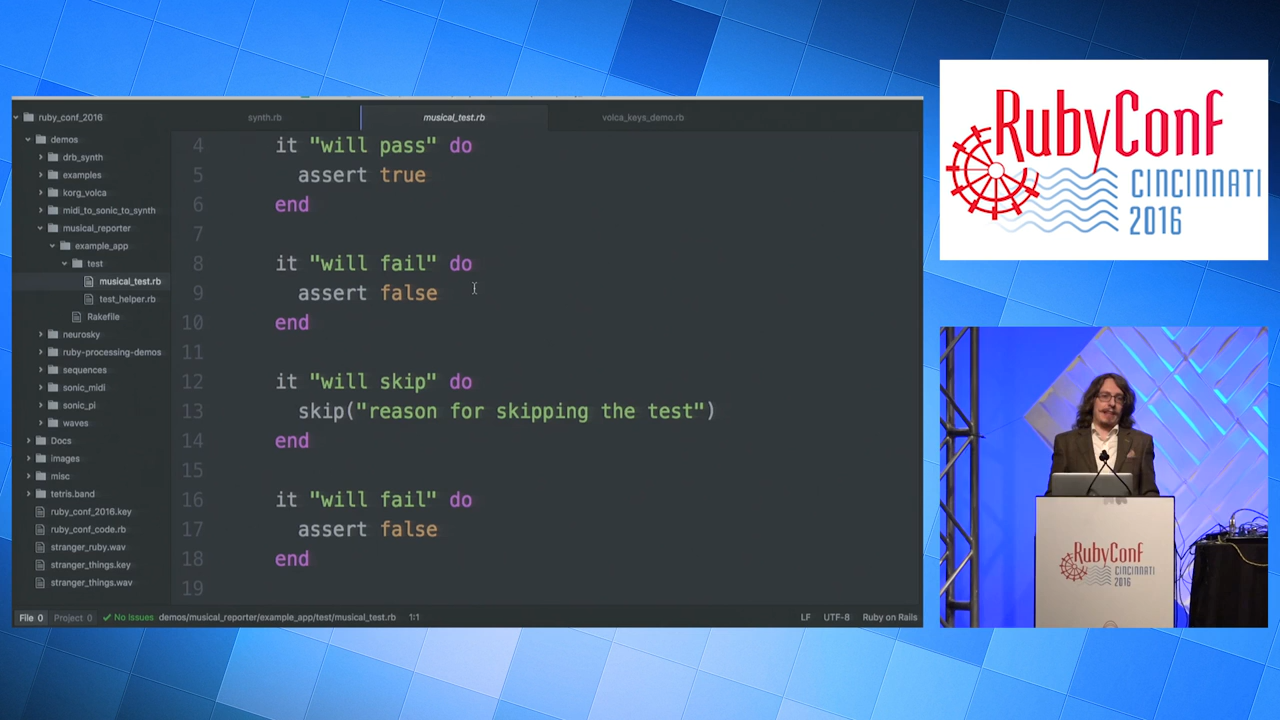 ruby_conf_2016
demos
drb_synth
examples
korg_volca
midi_to_sonic_to_synth
musical_reporter
example_app
test
musical_test.rb
test_helper.rb
Rakefile
neurosky
ruby-processing-demos
sequences
sonic_midi
sonic_pi
waves
Docs
images
misc
tetris.band
ruby_conf_2016.key
ruby_conf_code.rb
stranger_ruby.wav
stranger_things.key
stranger_things.wav
synth.rb
musical_test.rb
volca_keys_demo.rb
4 it "will pass" do
5 assert true
6 end
7
8 it "will fail" do
9 assert false
10 end
11
12 it "will skip" do
13 skip("reason for skipping the test")
14 end
15
16 it "will fail" do
17 assert false
18 end
19
File 0 Project 0 No Issues demos/musical_reporter/example_app/test/musical_test.rb 1:1 LF UTF-8 Ruby on Rails
RubyConf
CINCINNATI
2016
RubyConf
CINCINNATI
2016